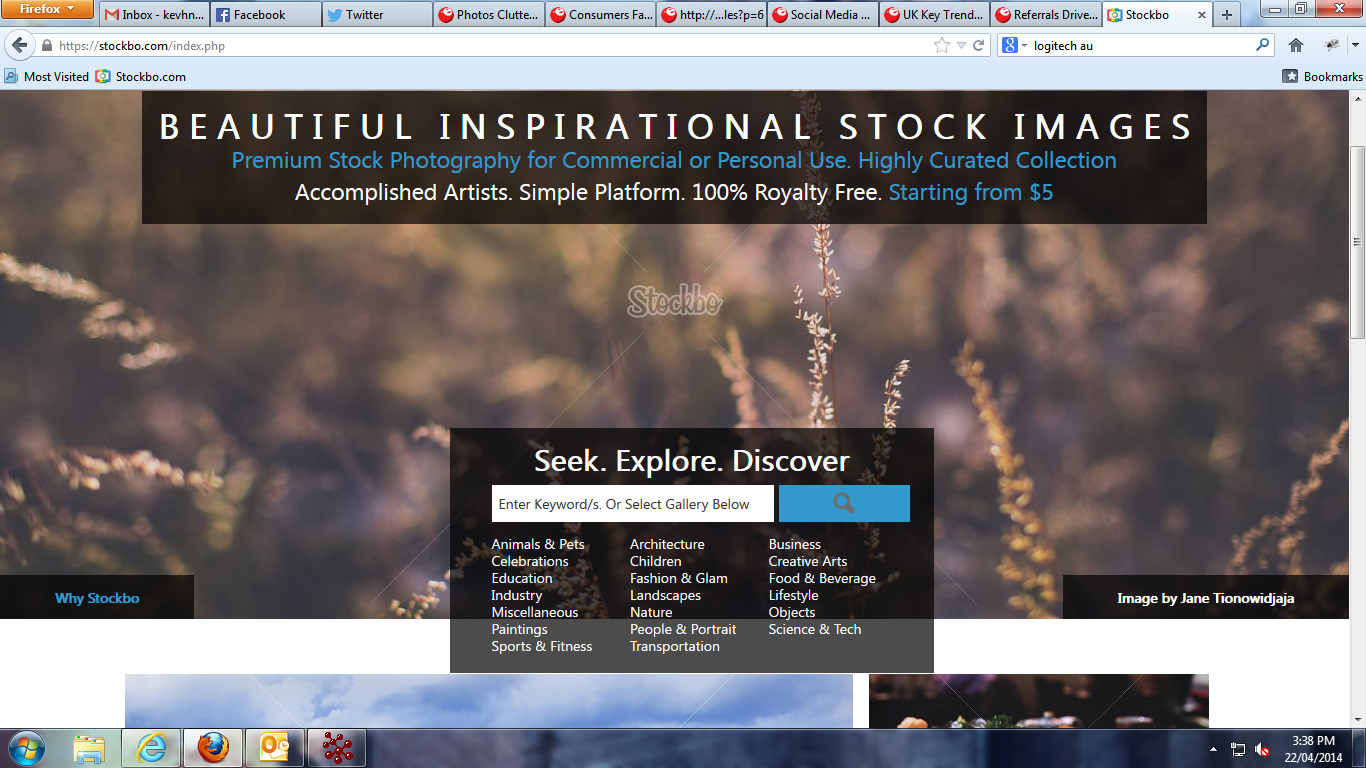 Firefox
Inbox - kevhn...
Facebook
Twitter
Photos Clutte...
Consumers Fa...
http://...les?p=6
Social Media ...
UK Key Trend...
Referrals Drive...
Stockbo
https://stockbo.com/index.php
logitech au
Most Visited
Stockbo.com
Bookmarks
BEAUTIFUL INSPIRATIONAL STOCK IMAGES
Premium Stock Photography for Commercial or Personal Use. Highly Curated Collection
Accomplished Artists. Simple Platform. 100% Royalty Free. Starting from $5
Stockbo
Seek. Explore. Discover
Enter Keyword/s. Or Select Gallery Below
Animals & Pets Architecture Business
Celebrations Children Creative Arts
Education Fashion & Glam Food & Beverage
Industry Landscapes Lifestyle
Miscellaneous Nature Objects
Paintings People & Portrait Science & Tech
Sports & Fitness Transportation
Why Stockbo
Image by Jane Tionowidjaja
3:38 PM
22/04/2014